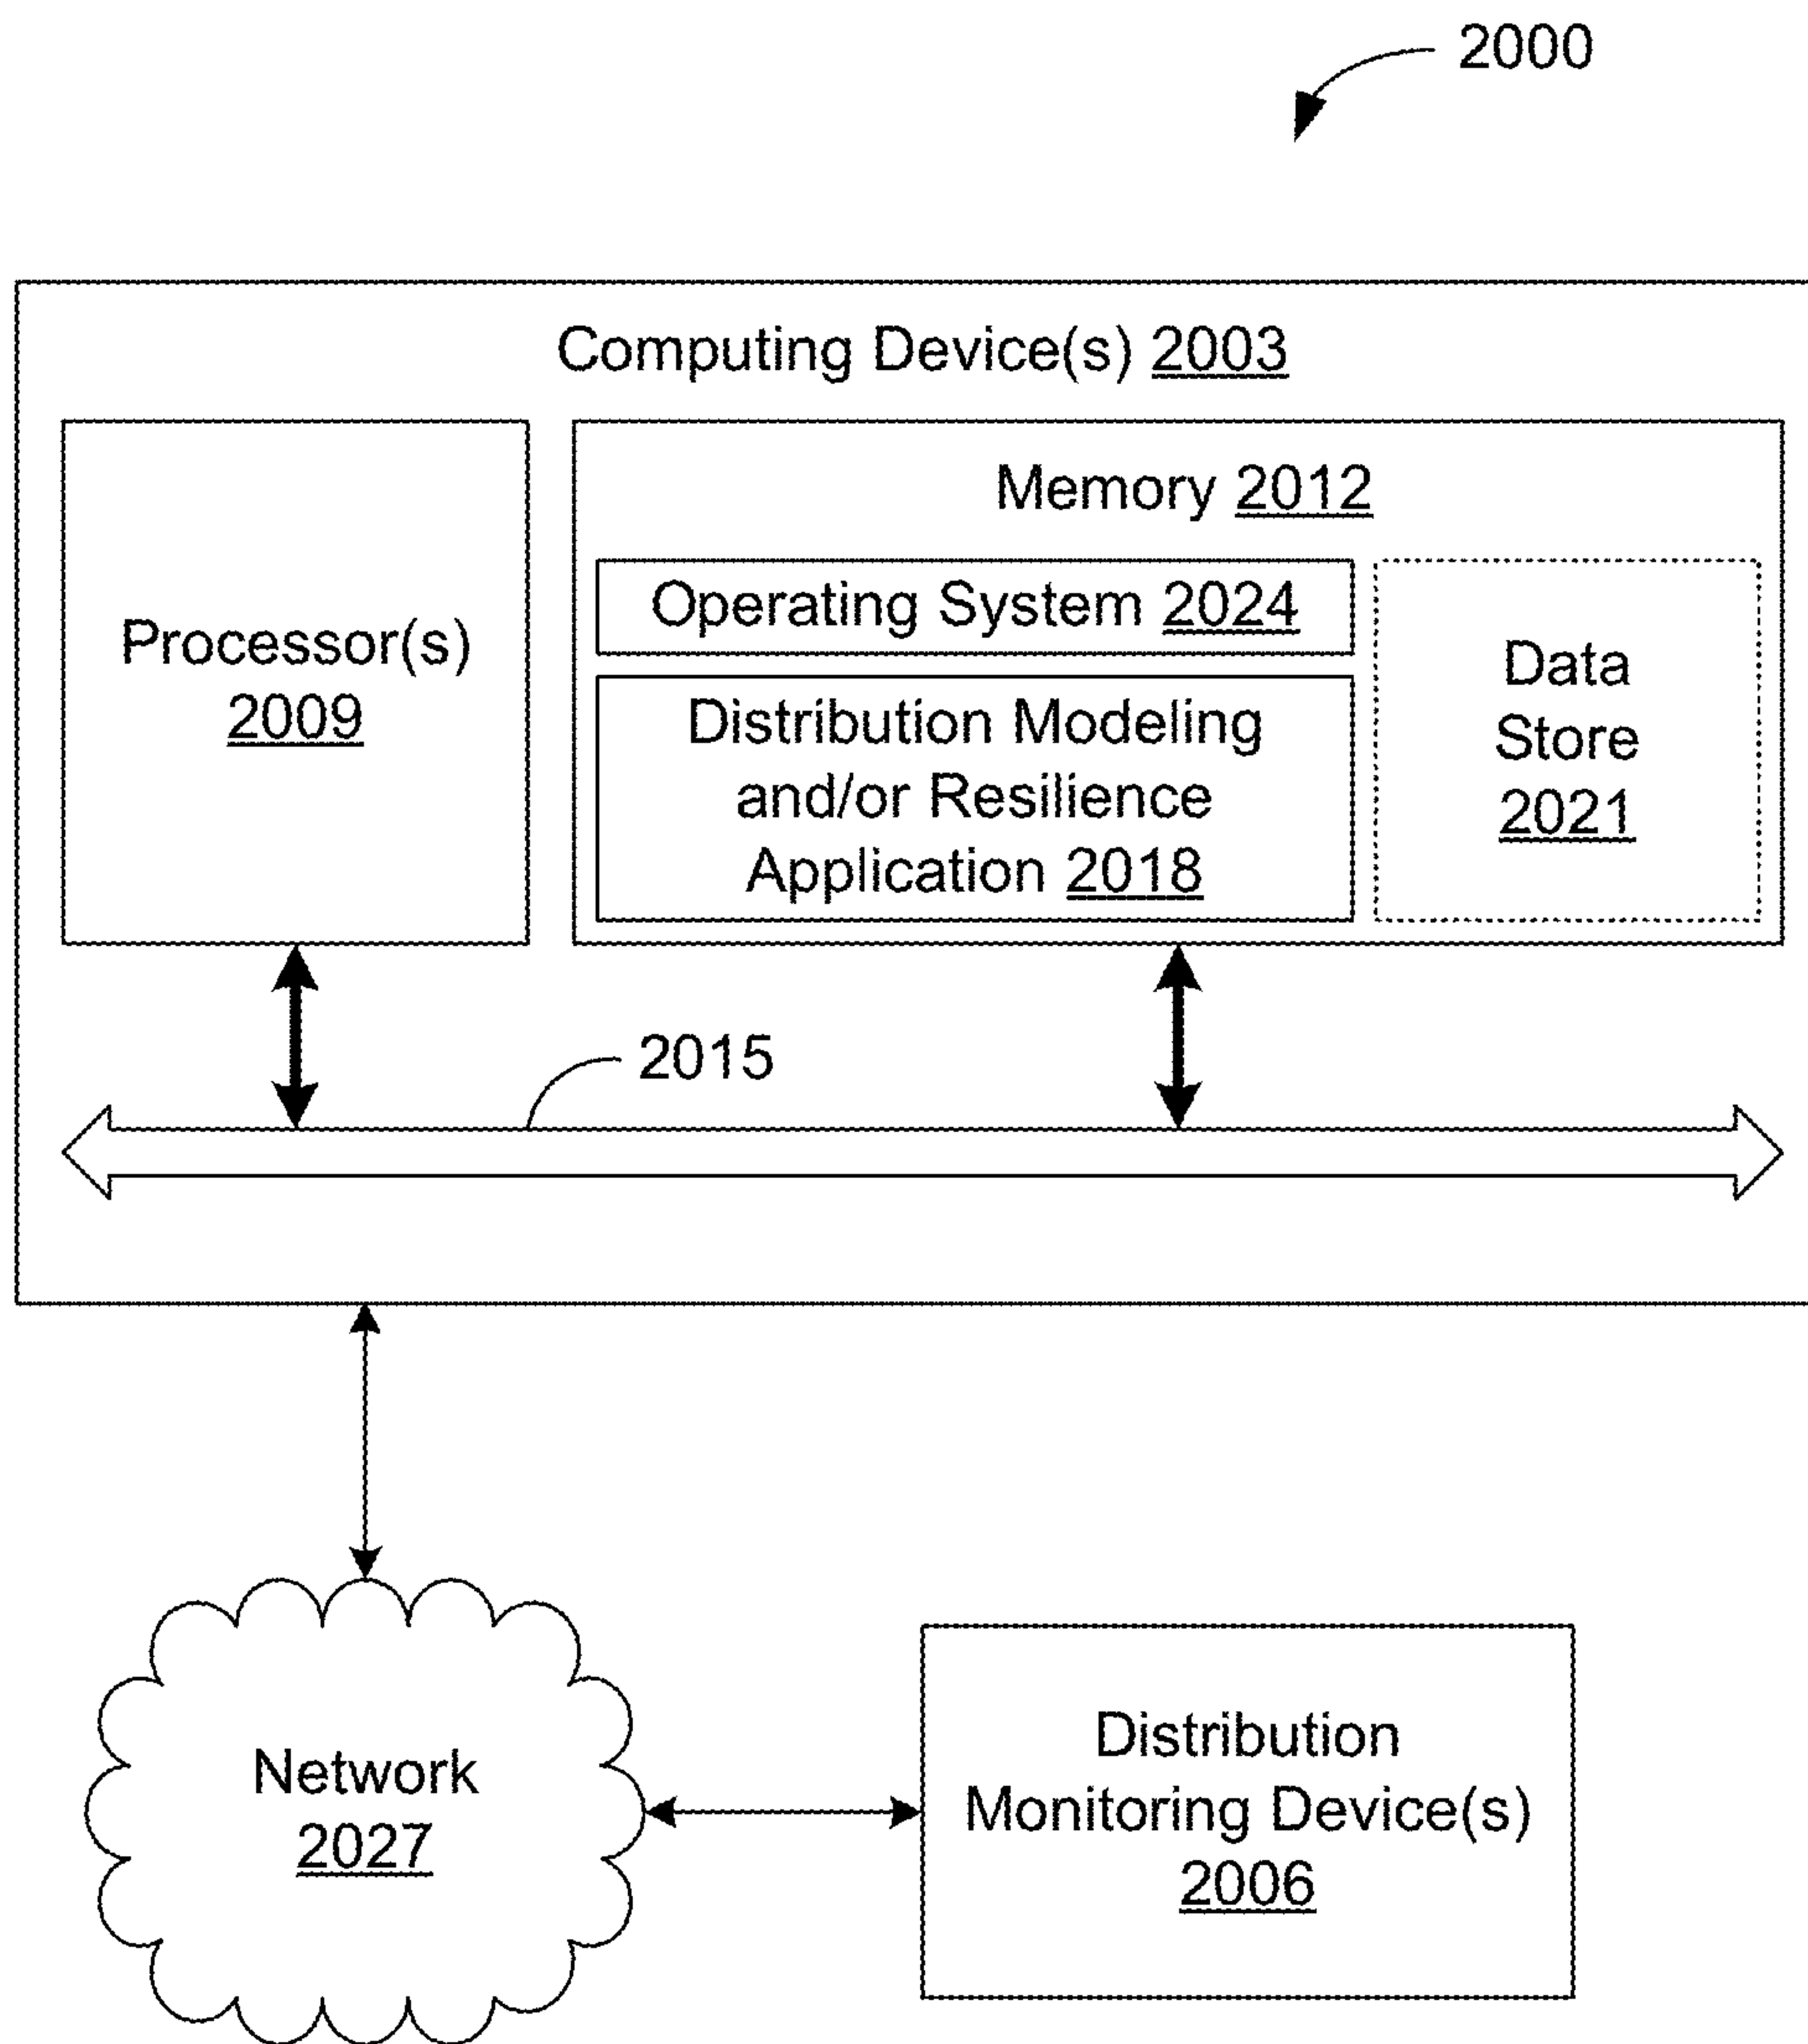 2000
Computing Device(s) 2003
Processor(s)
2009
Memory 2012
Operating System 2024
Distribution Modeling
and/or Resilience
Application 2018
Data
Store
2021
2015
Network
2027
Distribution
Monitoring Device(s)
2006